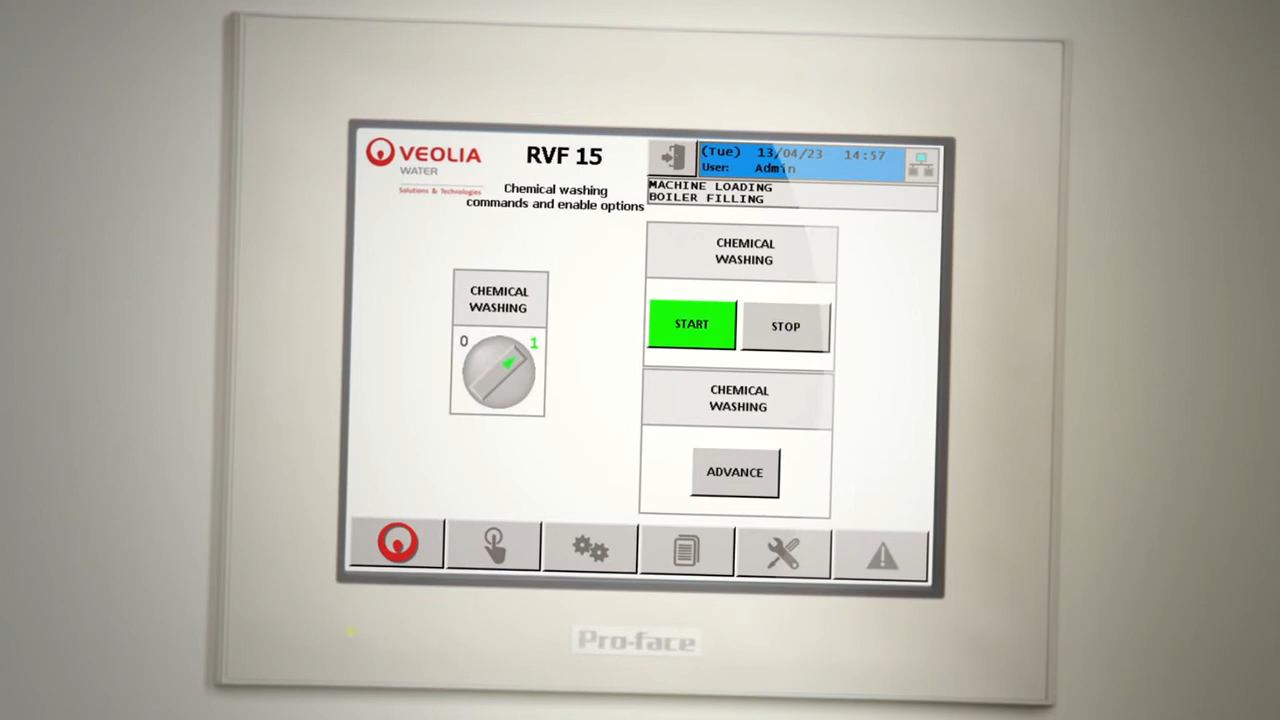 VEOLIA
WATER
Solutions & Technologies
RVF 15
Chemical washing
commands and enable options
(Tue) 13/04/23 14:57
User: Admin
MACHINE LOADING
BOILER FILLING
CHEMICAL
WASHING
0 1
CHEMICAL
WASHING
START STOP
CHEMICAL
WASHING
ADVANCE
Pro-face